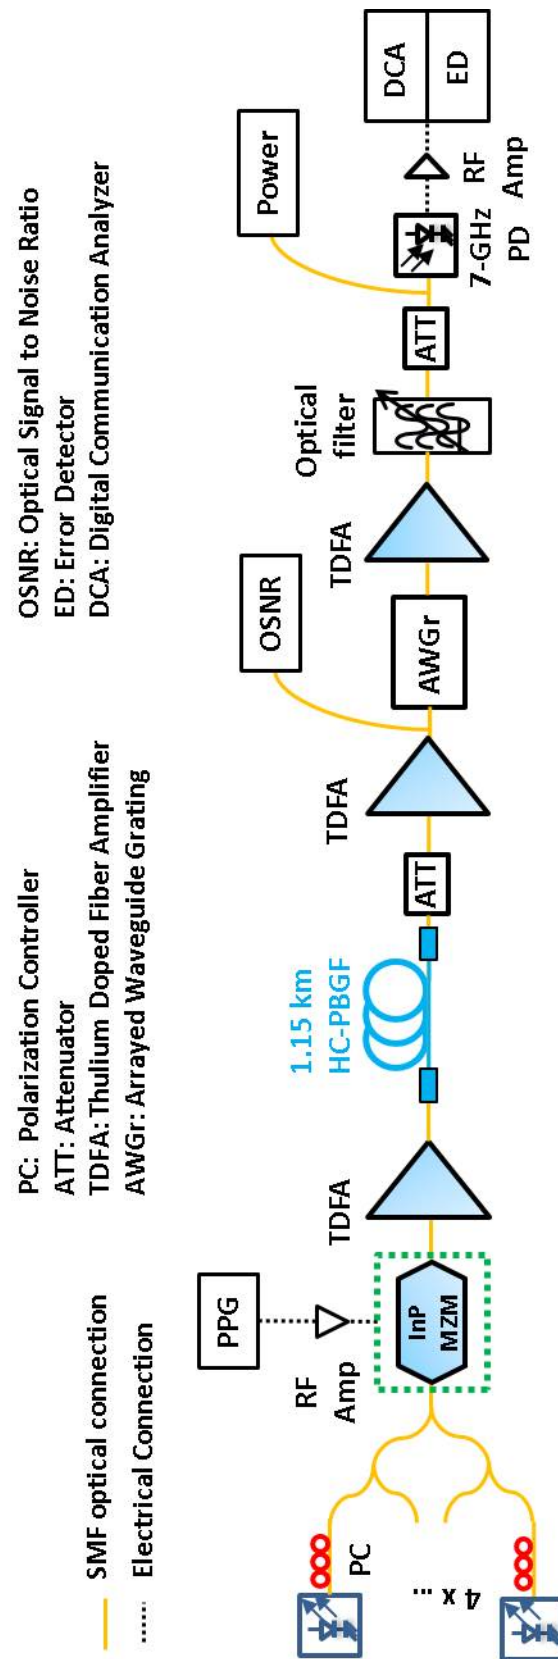 SMF optical connection
Electrical Connection
PC: Polarization Controller
ATT: Attenuator
TDFA: Thulium Doped Fiber Amplifier
AWGr: Arrayed Waveguide Grating
OSNR: Optical Signal to Noise Ratio
ED: Error Detector
DCA: Digital Communication Analyzer
4 x ...
PC
PPG
RF
Amp
InP
MZM
TDFA
1.15 km
HC-PBGF
ATT
TDFA
OSNR
AWGr
TDFA
Optical
filter
ATT
Power
7-GHz
PD
RF
Amp
DCA
ED